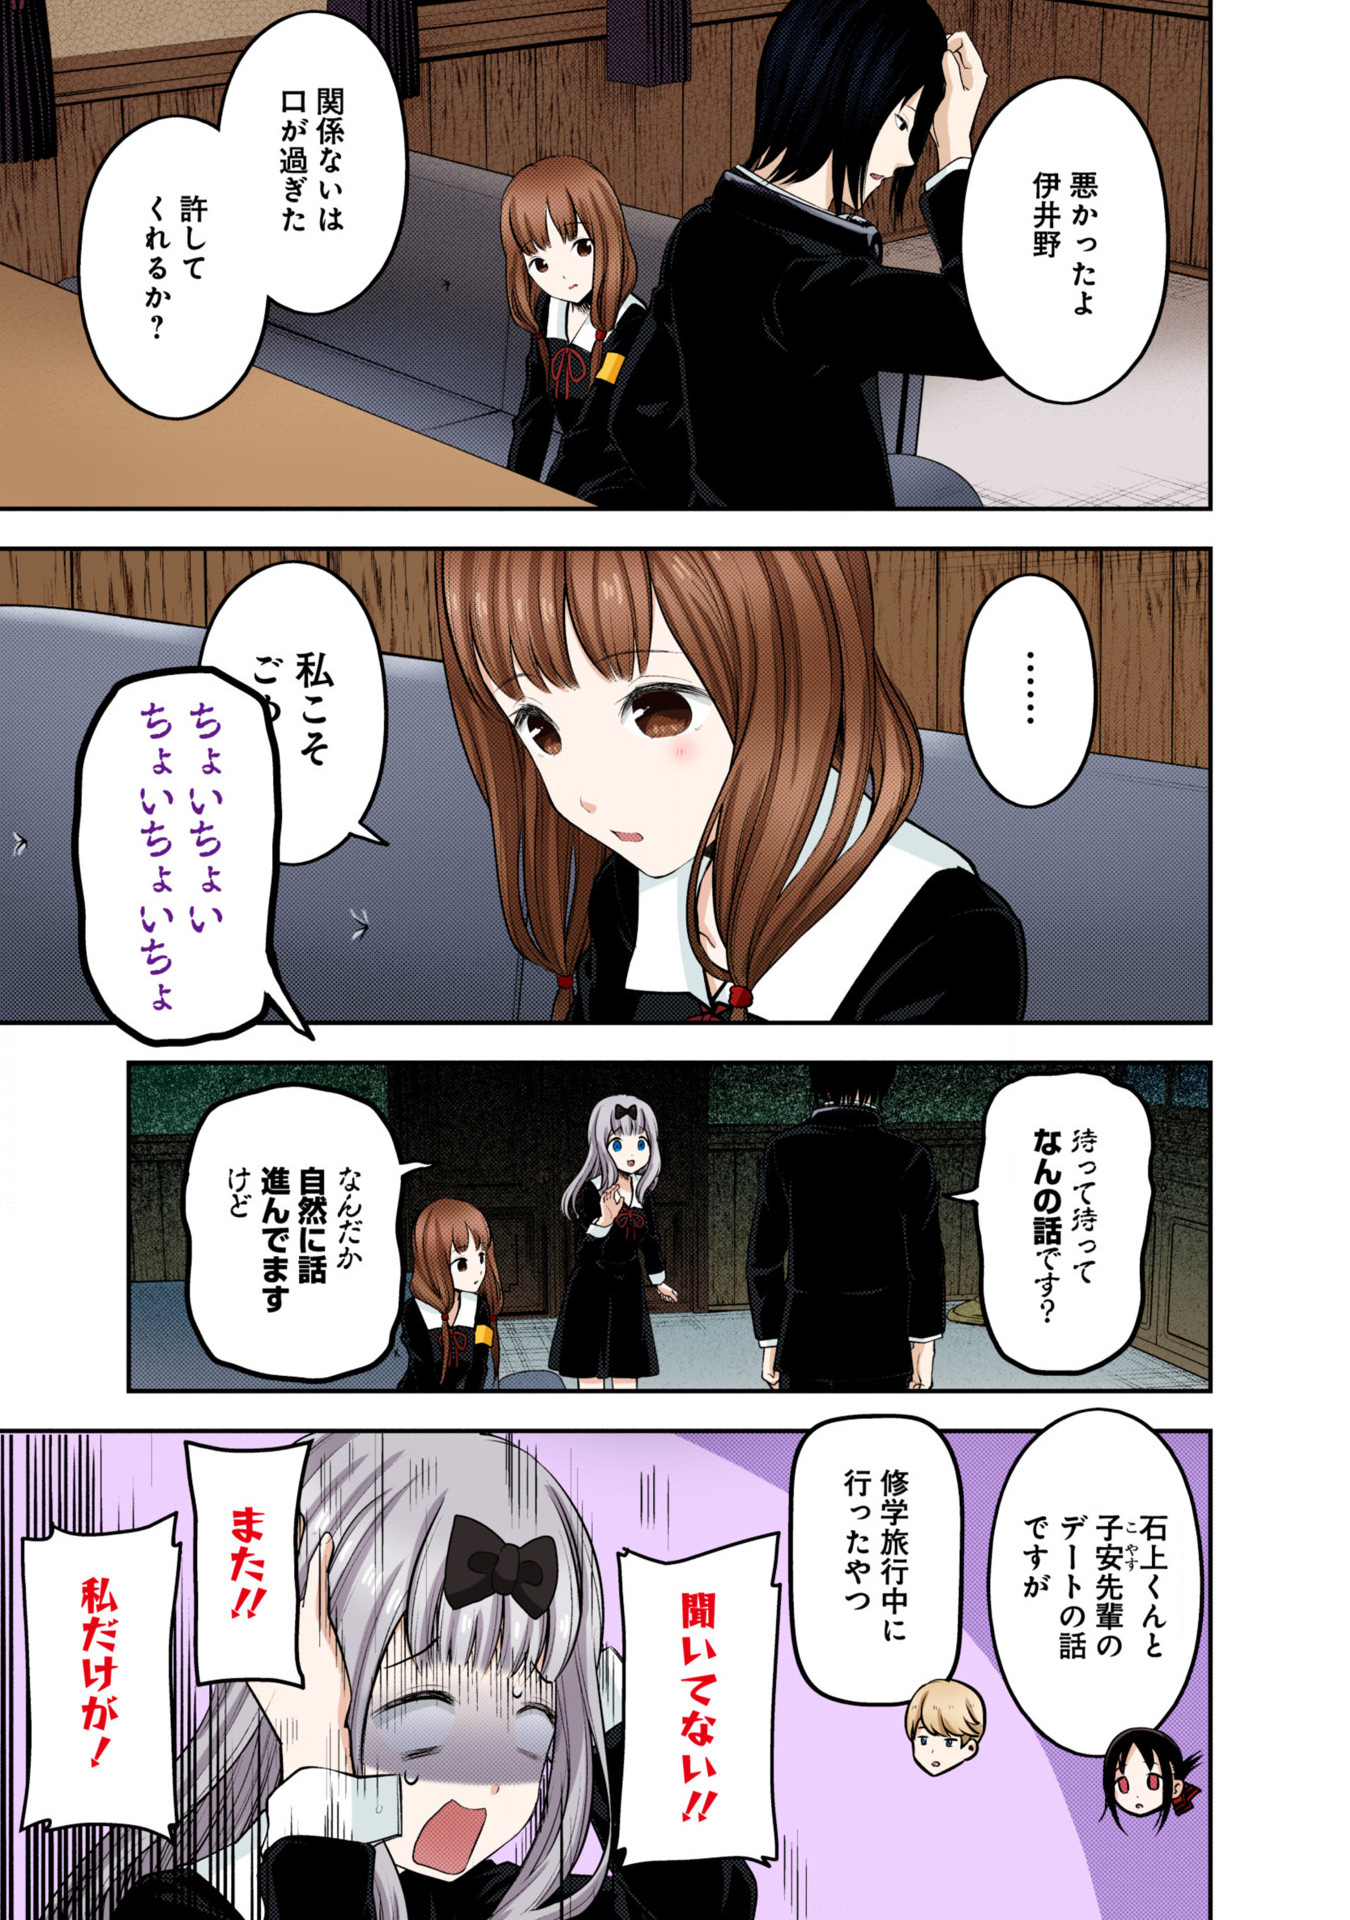 悪かったよ
伊井野
関係ないは
口が過ぎた
許して
くれるか？
……
私こそ
ごめ
ちょいちょい
ちょいちょいちょ
待って待って
なんの話です？
なんだか
自然に話
進んでます
けど
石上くんと
子安先輩の
こやす
デートの話
ですが
修学旅行中に
行ったやつ
聞いてない!!
また!!
私だけが！